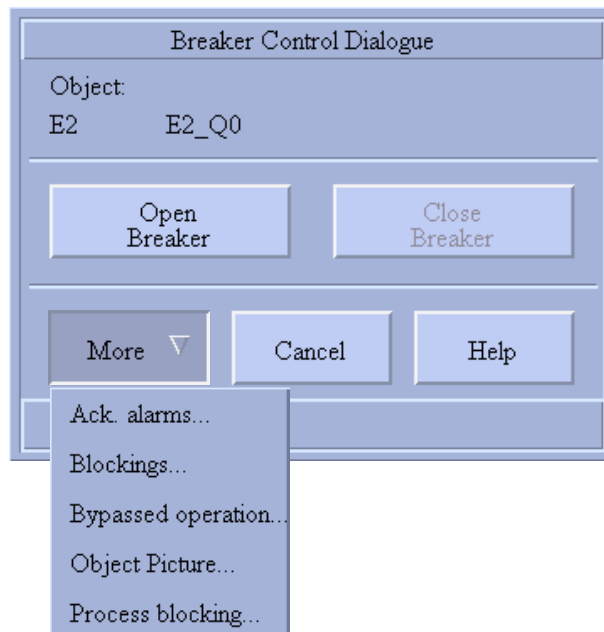 Breaker Control Dialogue
Object:
E2 E2_Q0
Open Close
Breaker Breaker
More Cancel Help
Ack. alarms...
Blockings...
Bypassed operation...
Object Picture...
Process blocking...